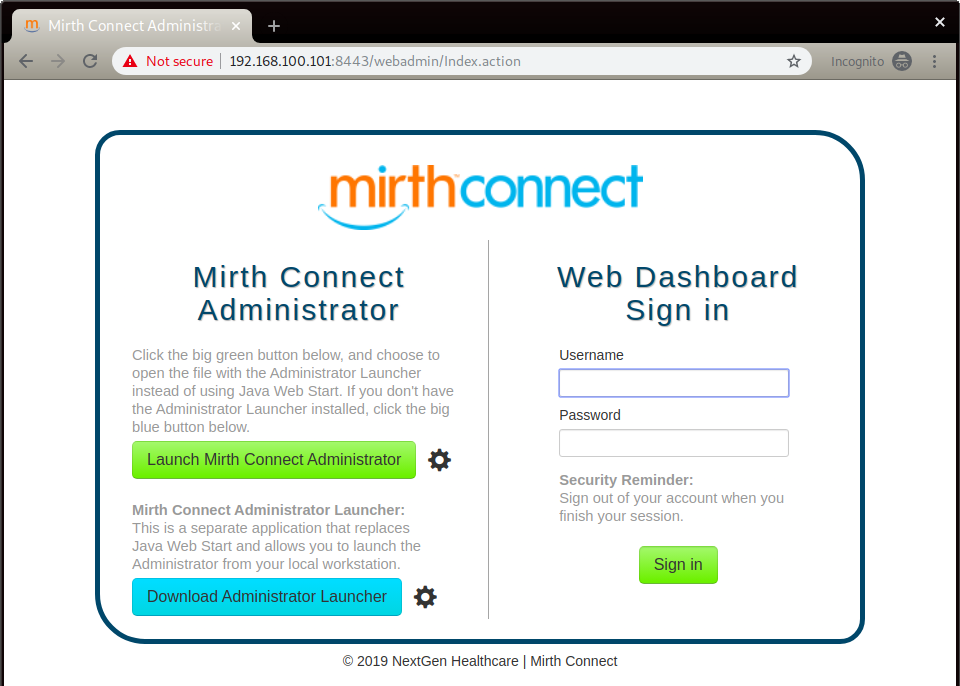 Mirth Connect Administra
Not secure
192.168.100.101:8443/webadmin/Index.action
Incognito
mirthconnect
Mirth Connect
Administrator
Click the big green button below, and choose to
open the file with the Administrator Launcher
instead of using Java Web Start. If you don't have
the Administrator Launcher installed, click the big
blue button below.
Launch Mirth Connect Administrator
Mirth Connect Administrator Launcher:
This is a separate application that replaces
Java Web Start and allows you to launch the
Administrator from your local workstation.
Download Administrator Launcher
Web Dashboard
Sign in
Username
Password
Security Reminder:
Sign out of your account when you
finish your session.
Sign in
© 2019 NextGen Healthcare | Mirth Connect